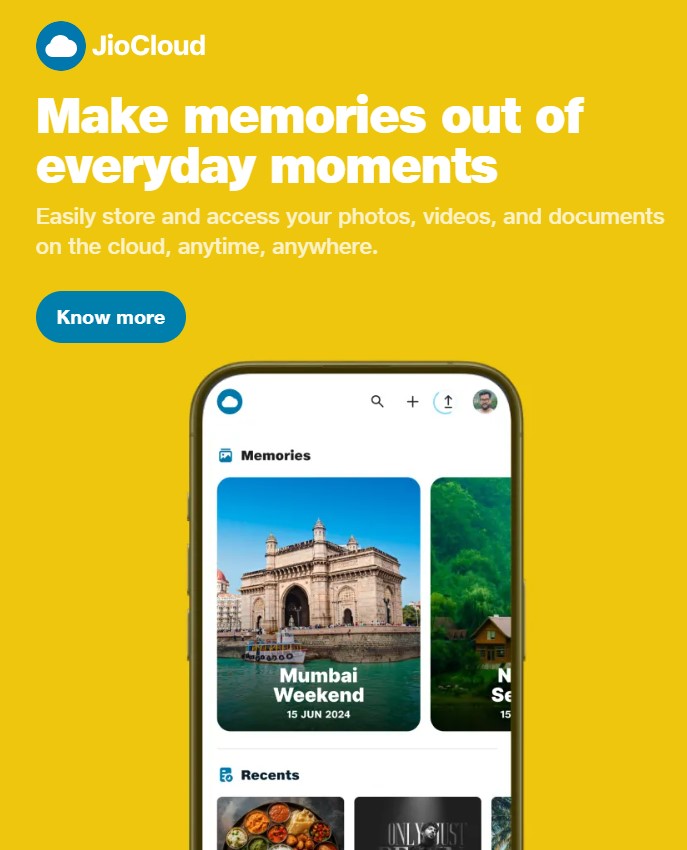 JioCloud
Make memories out of
everyday moments
Easily store and access your photos, videos, and documents
on the cloud, anytime, anywhere.
Know more
Memories
Mumbai
Weekend
15 JUN 2024
N
Se
15
Recents
ONLY JUST